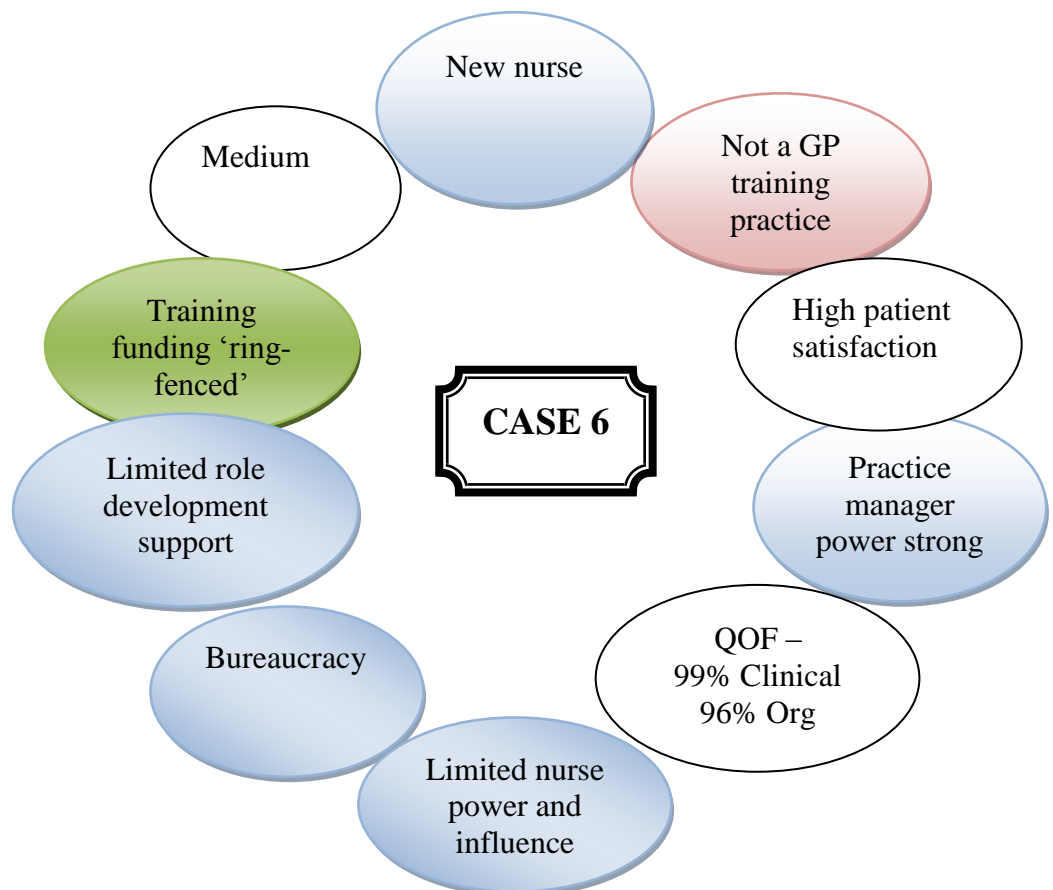 New nurse
Not a GP
training
practice
Medium
High patient
satisfaction
Training
funding ‘ring-
fenced’
CASE 6
Practice
manager
power strong
Limited role
development
support
QOF –
99% Clinical
96% Org
Bureaucracy
Limited nurse
power and
influence